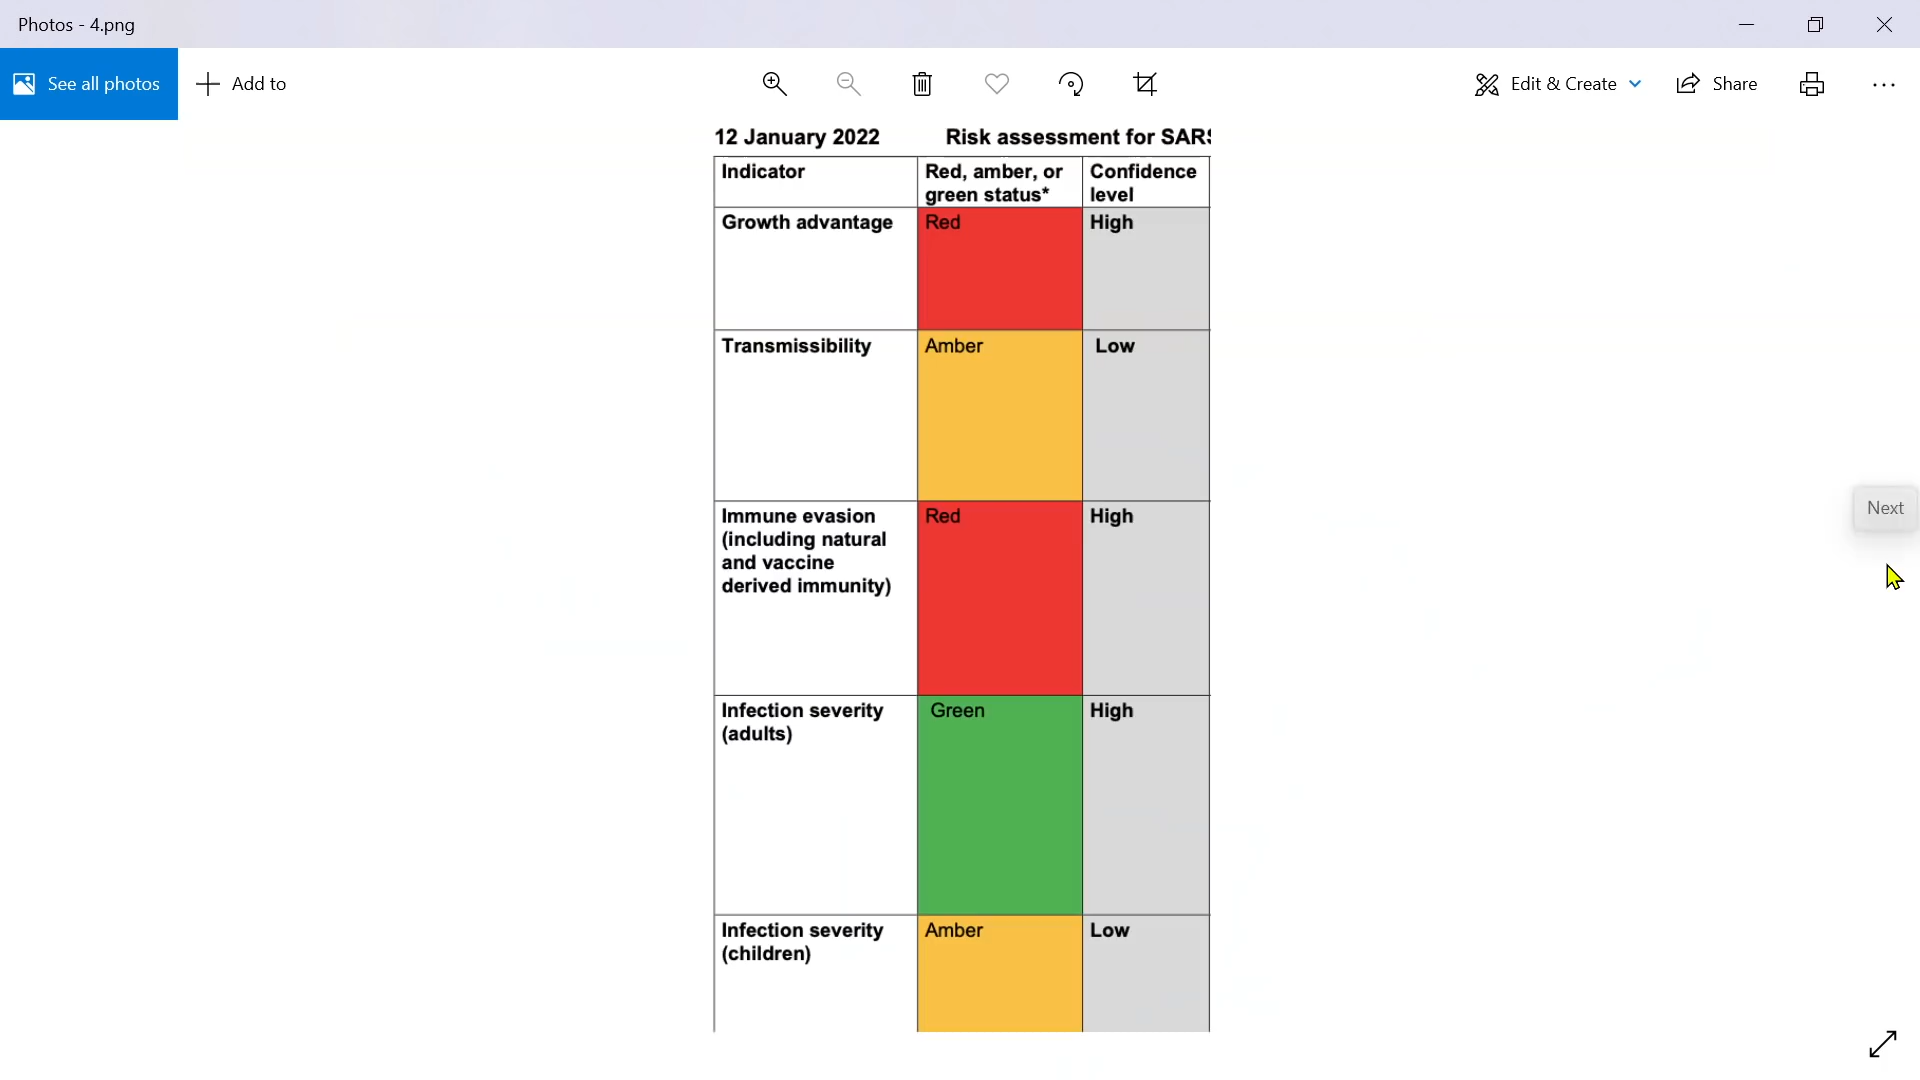 Photos - 4.png
See all photos
Add to
Edit & Create
Share
12 January 2022 Risk assessment for SARS
Indicator
Red, amber, or
green status*
Confidence
level
Growth advantage
Red
High
Transmissibility
Amber
Low
Immune evasion
(including natural
and vaccine
derived immunity)
Red
High
Next
Infection severity
(adults)
Green
High
Infection severity
(children)
Amber
Low